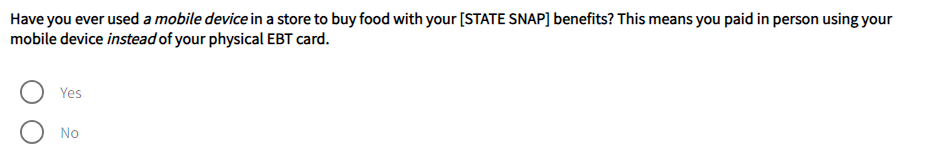 Have you ever used a mobile device in a store to buy food with your [STATE SNAP] benefits? This means you paid in person using your
mobile device instead of your physical EBT card.
Yes
No